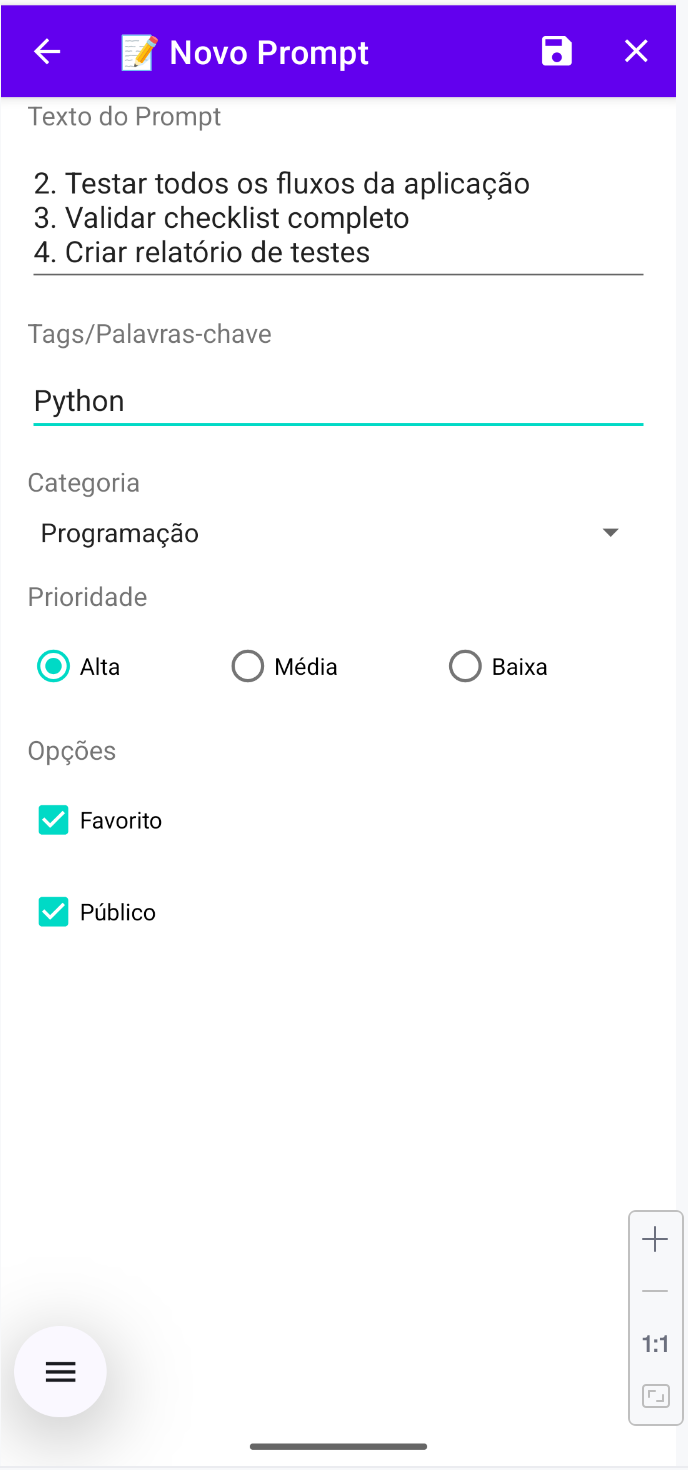 Novo Prompt
Texto do Prompt
2. Testar todos os fluxos da aplicação
3. Validar checklist completo
4. Criar relatório de testes
Tags/Palavras-chave
Python
Categoria
Programação
Prioridade
Alta
Média
Baixa
Opções
Favorito
Público
1:1